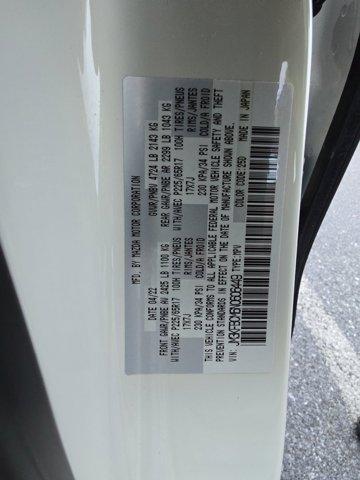 MFD. BY MAZDA MOTOR CORPORATION
DATE 04/22 GVWR/PNBV 4724 LB 2143 KG
FRONT GAWR/PNBE AV 2425 LB 1100 KG REAR GAWR/PNBE AR 2299 LB 1043 KG
WITH/AVEC P225/65R17 100H TIRES/PNEUS WITH/AVEC P225/65R17 100H TIRES/PNEUS
17X7J RIMS/JANTES 17X7J RIMS/JANTES
230 KPA/34 PSI COLD/A FROID 230 KPA/34 PSI COLD/A FROID
THIS VEHICLE CONFORMS TO ALL APPLICABLE FEDERAL MOTOR VEHICLE SAFETY AND THEFT
PREVENTION STANDARDS IN EFFECT ON THE DATE OF MANUFACTURE SHOWN ABOVE.
VIN: TYPE:MPV COLOR CODE:25D MADE IN JAPAN